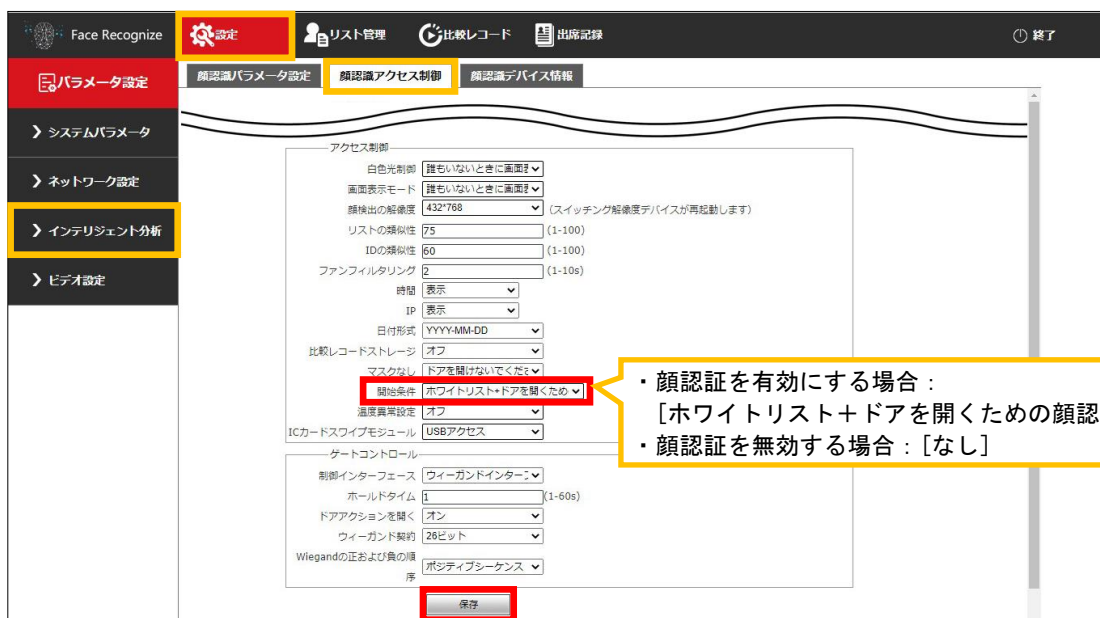 Face Recognize
設定
リスト管理
比較レコード
出席記録
終了
パラメータ設定
顔認識パラメータ設定
顔認識アクセス制御
顔認識デバイス情報
システムパラメータ
ネットワーク設定
インテリジェント分析
ビデオ設定
アクセス制御
白色光制御 誰もいないときに画面
画面表示モード 誰もいないときに画面
顔検出の解像度 432*768 (スイッチング解像度デバイスが再起動します)
リストの類似性 75 (1-100)
IDの類似性 60 (1-100)
ファンフィルタリング 2 (1-10s)
時間 表示
IP 表示
日付形式 YYYY-MM-DD
比較レコードストレージ オフ
マスクなし ドアを開けないでくだ
開始条件 ホワイトリスト+ドアを開くため
温度異常設定 オフ
ICカードスワイプモジュール USBアクセス
・顔認証を有効にする場合：
[ホワイトリスト＋ドアを開くための顔認
・顔認証を無効する場合：[なし]
ゲートコントロール
制御インターフェース ウィーガンドインター
ホールドタイム 1 (1-60s)
ドアアクションを開く オン
ウィーガンド契約 26ビット
Wiegandの正および負の順
序 ポジティブシーケンス
保存